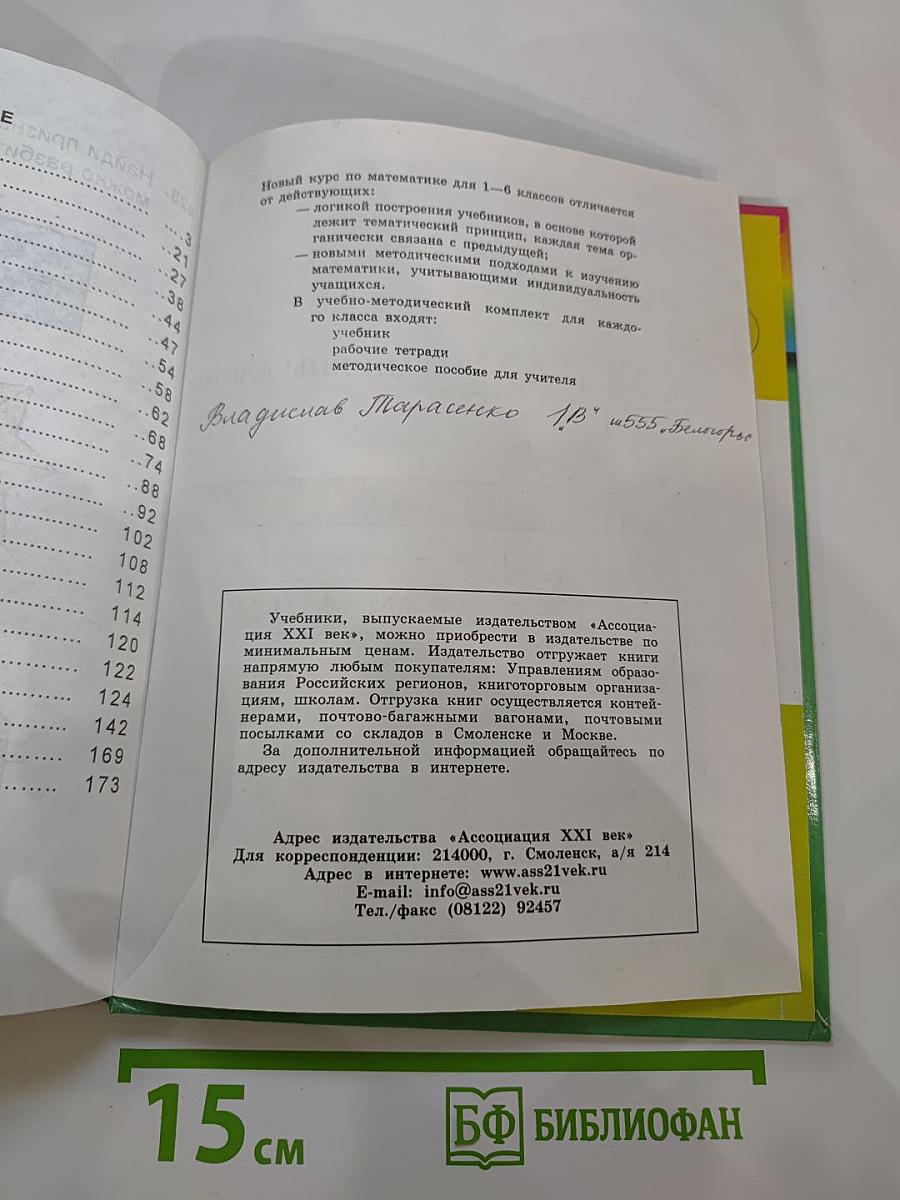 Е
3
21
27
38
44
47
54
58
62
68
74
88
92
102
108
112
114
120
122
124
142
169
173
Новый курс по математике для 1—6 классов отличается
от действующих:
— логикой построения учебников, в основе которой
лежит тематический принцип, каждая тема ор-
ганически связана с предыдущей;
— новыми методическими подходами к изучению
математики, учитывающими индивидуальность
учащихся.
В учебно-методический комплект для каждо-
го класса входят:
учебник
рабочие тетради
методическое пособие для учителя
Владислав Тарасенко 1„В“ ш555 „Белогорье
Учебники, выпускаемые издательством «Ассоциа-
ция XXI век», можно приобрести в издательстве по
минимальным ценам. Издательство отгружает книги
напрямую любым покупателям: Управлениям образо-
вания Российских регионов, книготорговым организа-
циям, школам. Отгрузка книг осуществляется контей-
нерами, почтово-багажными вагонами, почтовыми
посылками со складов в Смоленске и Москве.
За дополнительной информацией обращайтесь по
адресу издательства в интернете.
Адрес издательства «Ассоциация XXI век»
Для корреспонденции: 214000, г. Смоленск, а/я 214
Адрес в интернете: www.ass21vek.ru
E-mail: info@ass21vek.ru
Тел./факс (08122) 92457
15 см
БФ БИБЛИОФАН